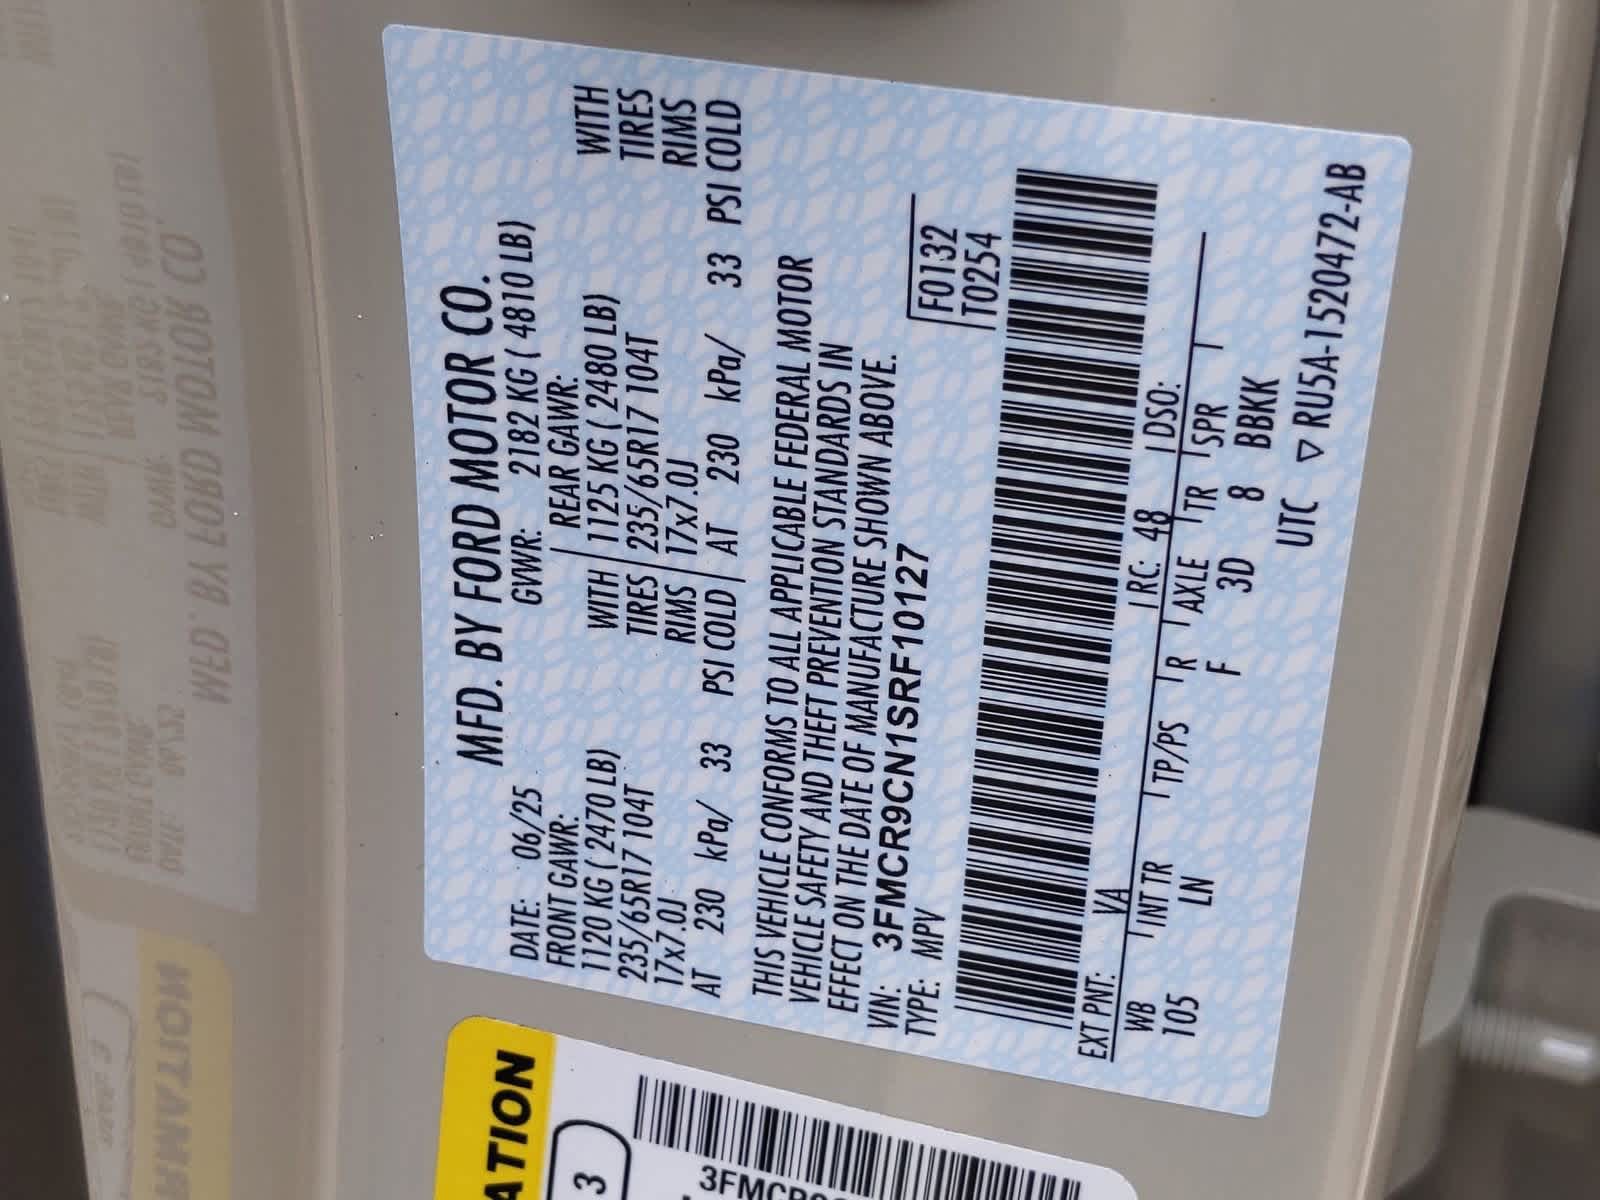 MFD. BY FORD MOTOR CO.
DATE: 06/25 GVWR: 2182 KG ( 4810 LB)
FRONT GAWR: REAR GAWR:
1120 KG ( 2470 LB) WITH 1125 KG ( 2480 LB) WITH
235/65R17 104T TIRES 235/65R17 104T TIRES
17x7.0J RIMS 17x7.0J RIMS
AT 230 kPa/ 33 PSI COLD AT 230 kPa/ 33 PSI COLD
THIS VEHICLE CONFORMS TO ALL APPLICABLE FEDERAL MOTOR
VEHICLE SAFETY AND THEFT PREVENTION STANDARDS IN
EFFECT ON THE DATE OF MANUFACTURE SHOWN ABOVE.
VIN: 3FMCR9CN1SRF10127 F0132
TYPE: MPV T0254
EXT PNT: VA RC: 48 DSO:
WB INT TR TP/PS R AXLE TR SPR
105 LN F 3D 8 BBKK
UTC ▽ RU5A-1520472-AB
ATION
3